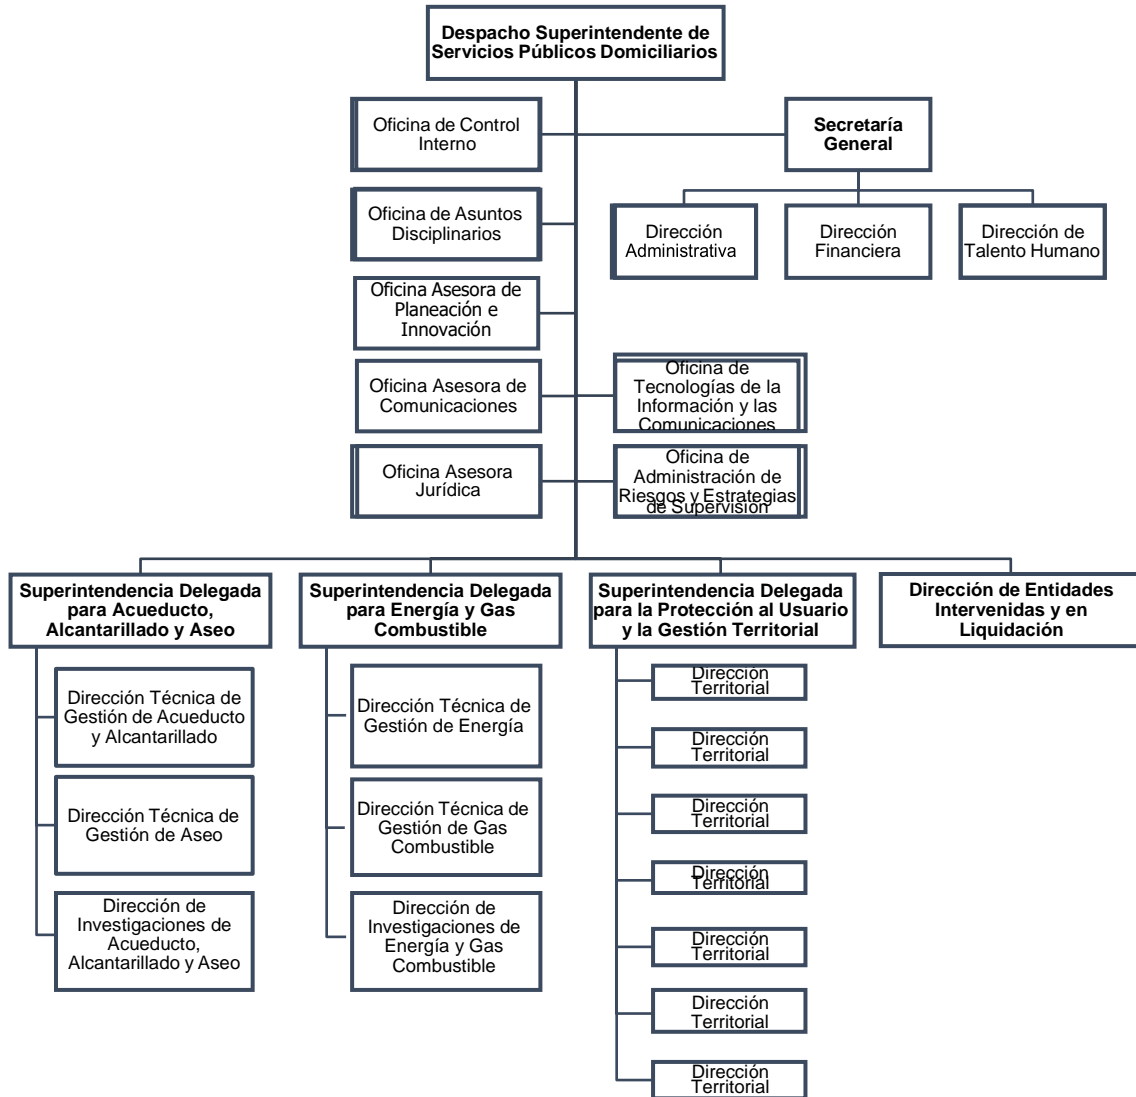 Despacho Superintendente de
Servicios Públicos Domiciliarios
Oficina de Control
Interno
Secretaría
General
Oficina de Asuntos
Disciplinarios
Dirección
Administrativa
Dirección
Financiera
Dirección de
Talento Humano
Oficina Asesora de
Planeación e
Innovación
Oficina Asesora de
Comunicaciones
Oficina de
Tecnologías de la
Información y las
Comunicaciones
Oficina Asesora
Jurídica
Oficina de
Administración de
Riesgos y Estrategias
de Supervisión
Superintendencia Delegada
para Acueducto,
Alcantarillado y Aseo
Superintendencia Delegada
para Energía y Gas
Combustible
Superintendencia Delegada
para la Protección al Usuario
y la Gestión Territorial
Dirección de Entidades
Intervenidas y en
Liquidación
Dirección Técnica de
Gestión de Acueducto
y Alcantarillado
Dirección Técnica de
Gestión de Aseo
Dirección de
Investigaciones de
Acueducto,
Alcantarillado y Aseo
Dirección Técnica de
Gestión de Energía
Dirección Técnica de
Gestión de Gas
Combustible
Dirección de
Investigaciones de
Energía y Gas
Combustible
Dirección
Territorial
Dirección
Territorial
Dirección
Territorial
Dirección
Territorial
Dirección
Territorial
Dirección
Territorial
Dirección
Territorial